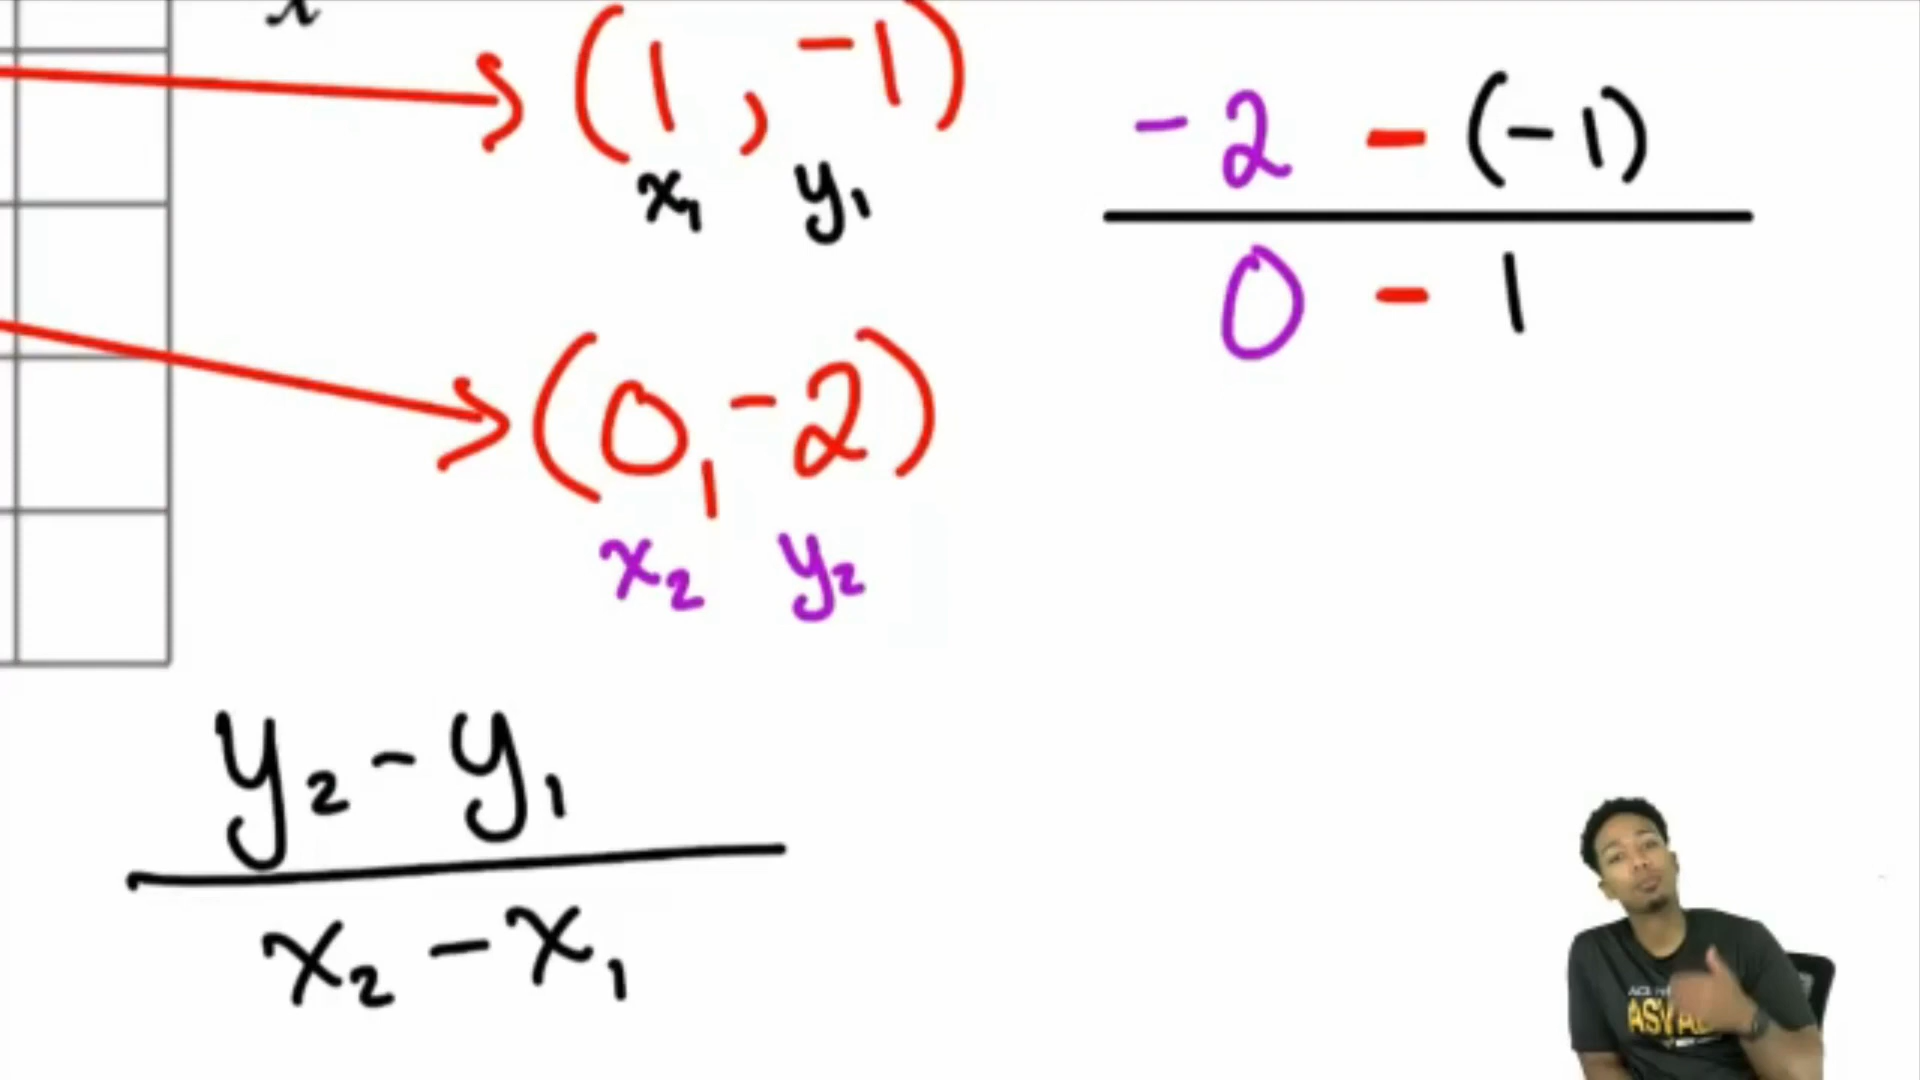 x
(1, -1)
x₁ y₁
-2 - (-1)
0 - 1
(0, -2)
x₂ y₂
y₂ - y₁
x₂ - x₁